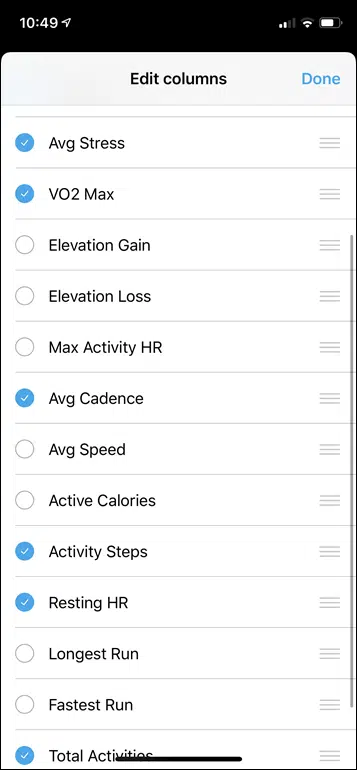 10:49
Edit columns
Done
Avg Stress
VO2 Max
Elevation Gain
Elevation Loss
Max Activity HR
Avg Cadence
Avg Speed
Active Calories
Activity Steps
Resting HR
Longest Run
Fastest Run
Total Activities